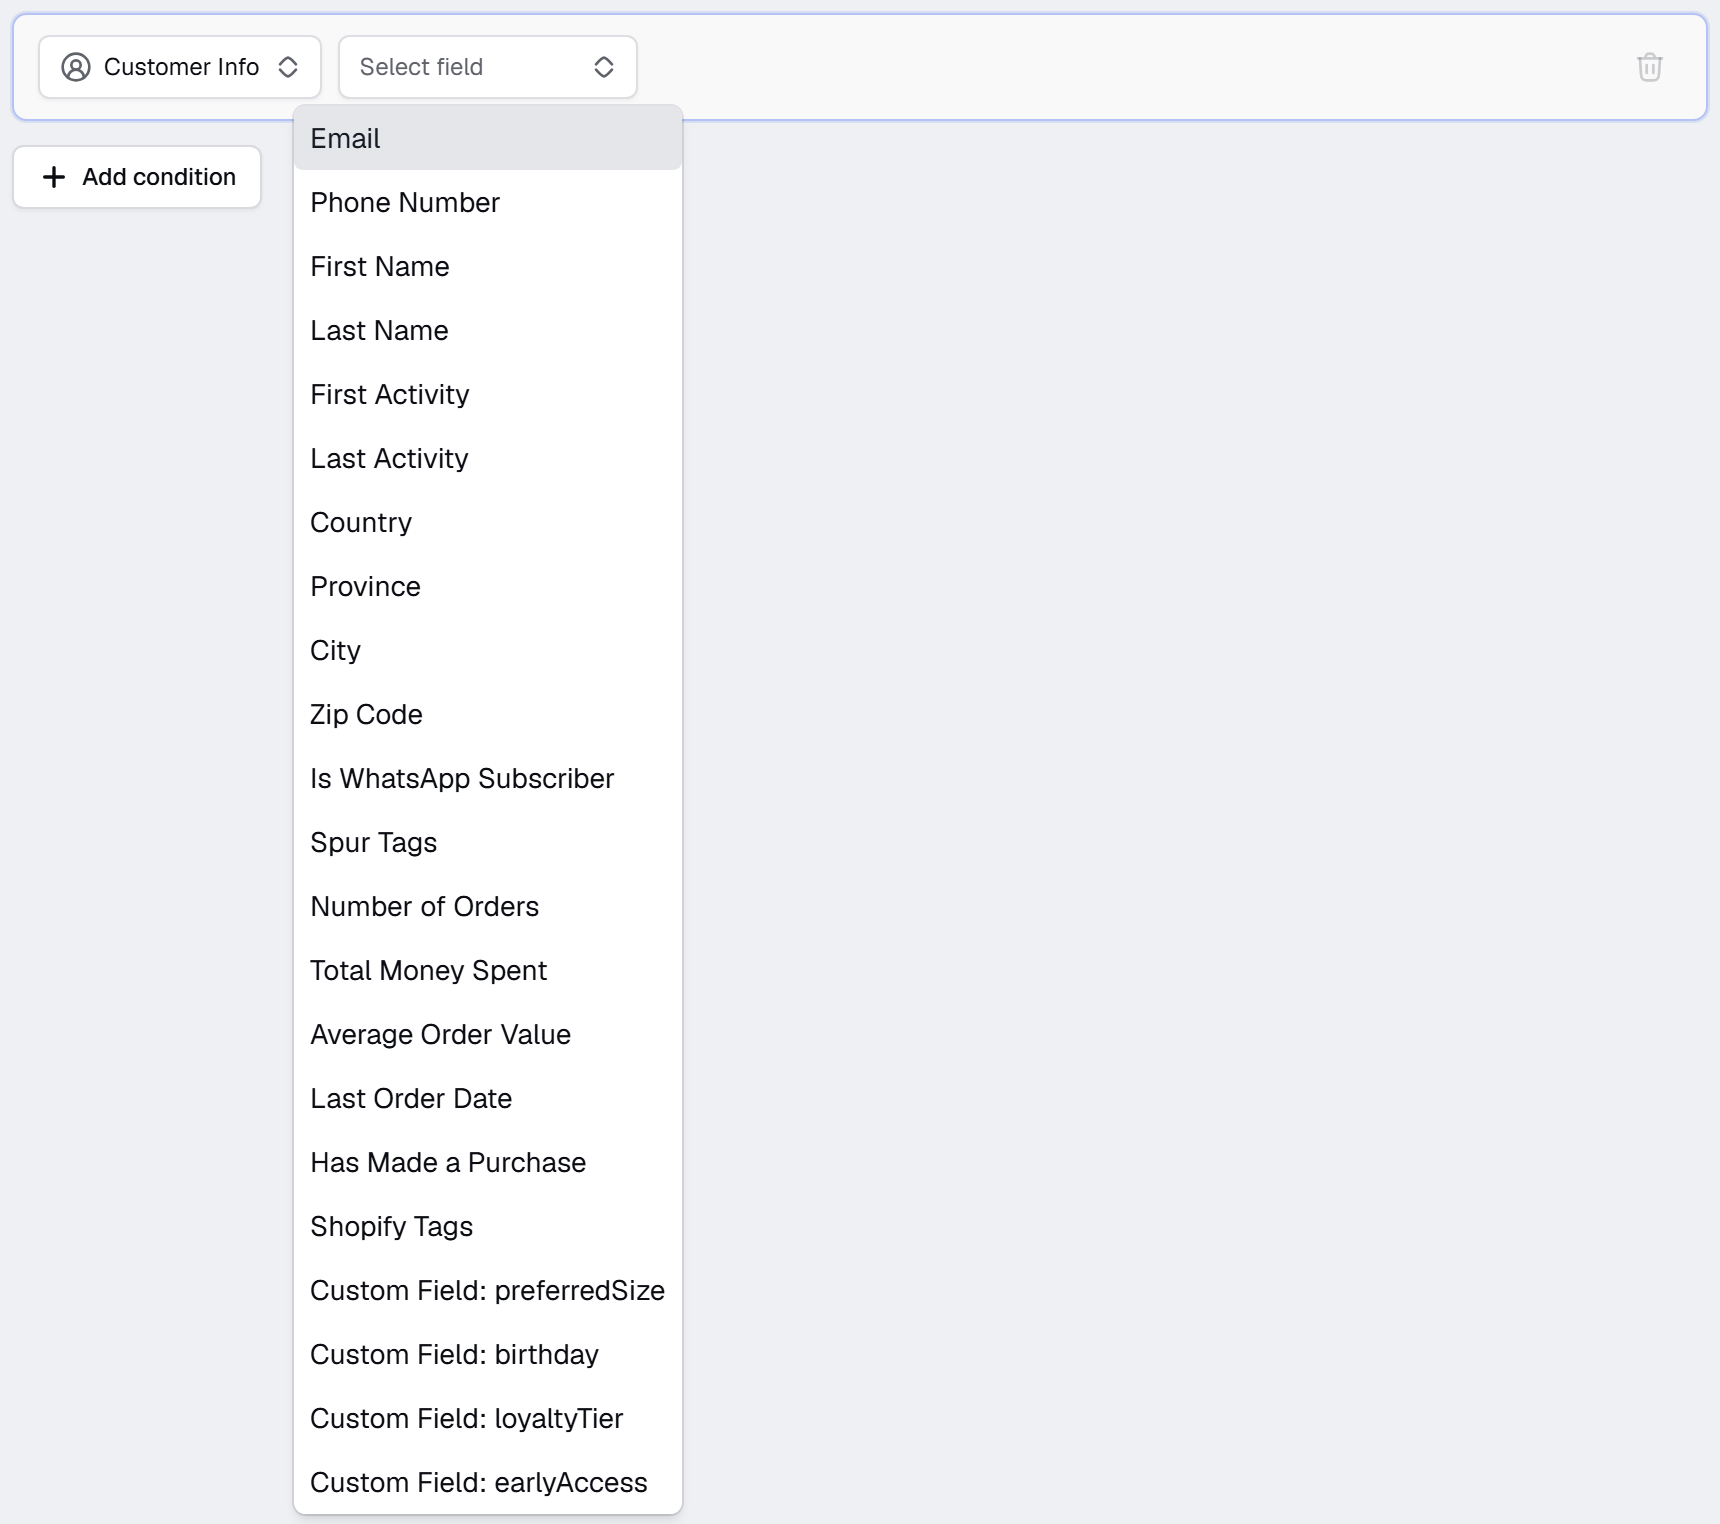 Customer Info
Select field
Email
Add condition
Phone Number
First Name
Last Name
First Activity
Last Activity
Country
Province
City
Zip Code
Is WhatsApp Subscriber
Spur Tags
Number of Orders
Total Money Spent
Average Order Value
Last Order Date
Has Made a Purchase
Shopify Tags
Custom Field: preferredSize
Custom Field: birthday
Custom Field: loyaltyTier
Custom Field: earlyAccess